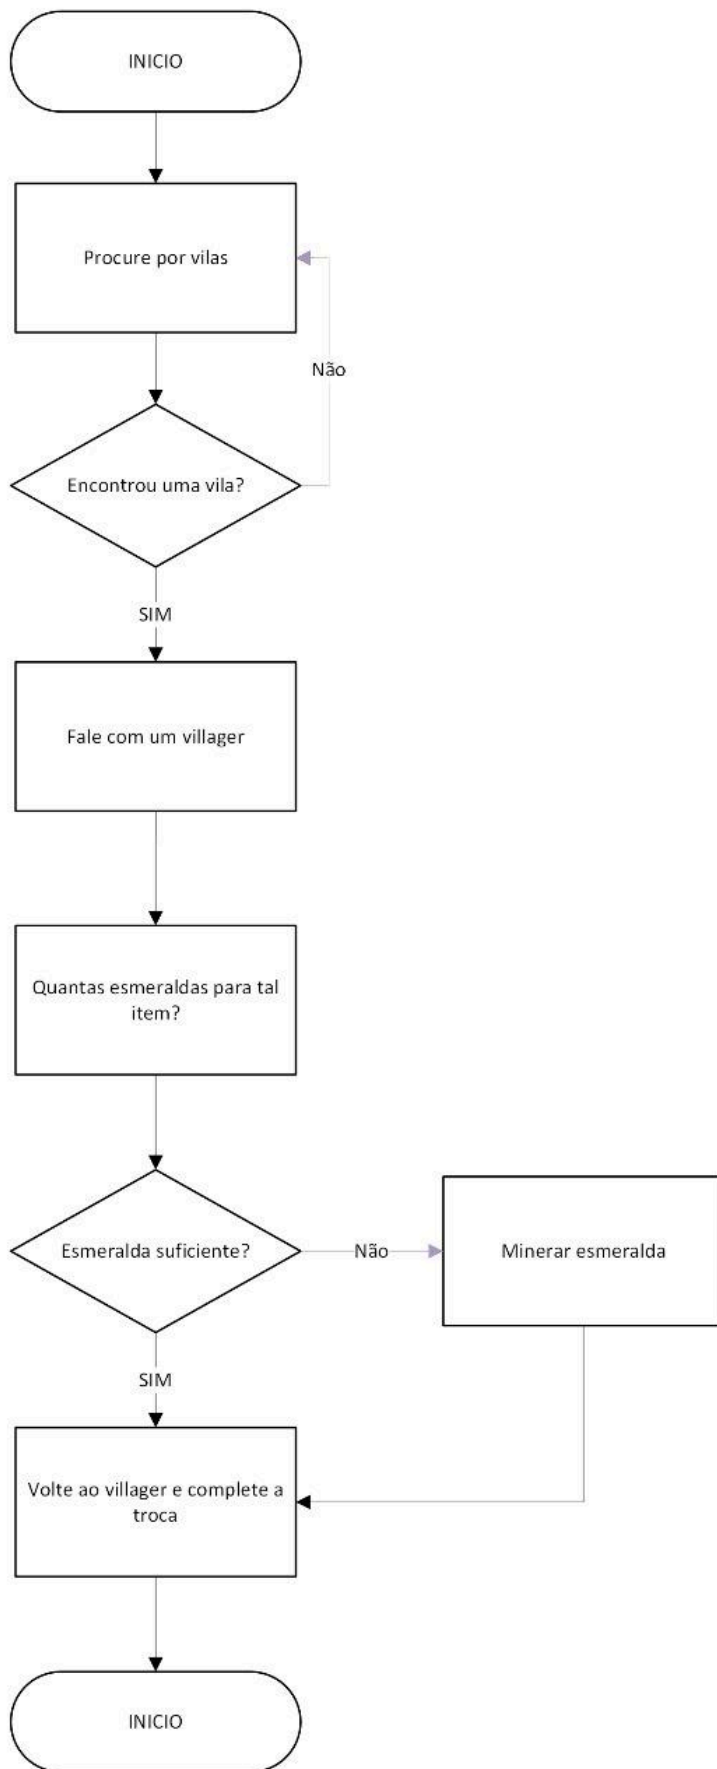 INICIO
Procure por vilas
Não
Encontrou uma vila?
SIM
Fale com um villager
Quantas esmeraldas para tal
item?
Esmeralda suficiente?
Não
Minerar esmeralda
SIM
Volte ao villager e complete a
troca
INICIO